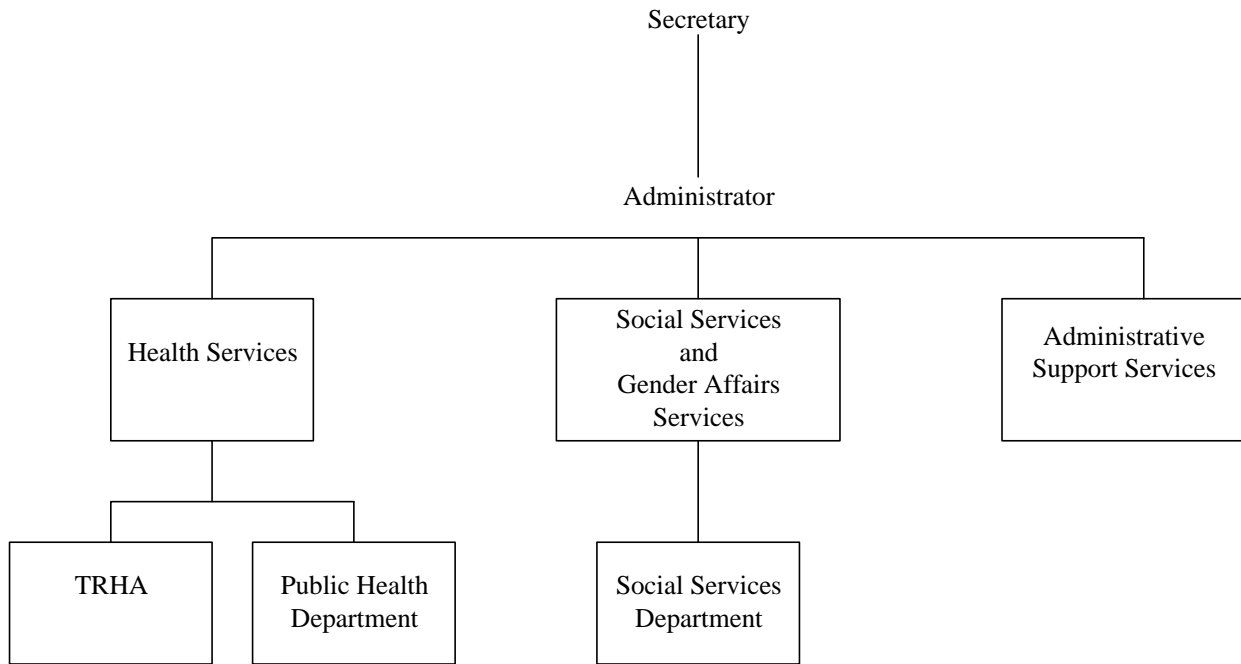 Secretary
Administrator
Health Services
Social Services
and
Gender Affairs
Services
Administrative
Support Services
TRHA
Public Health
Department
Social Services
Department